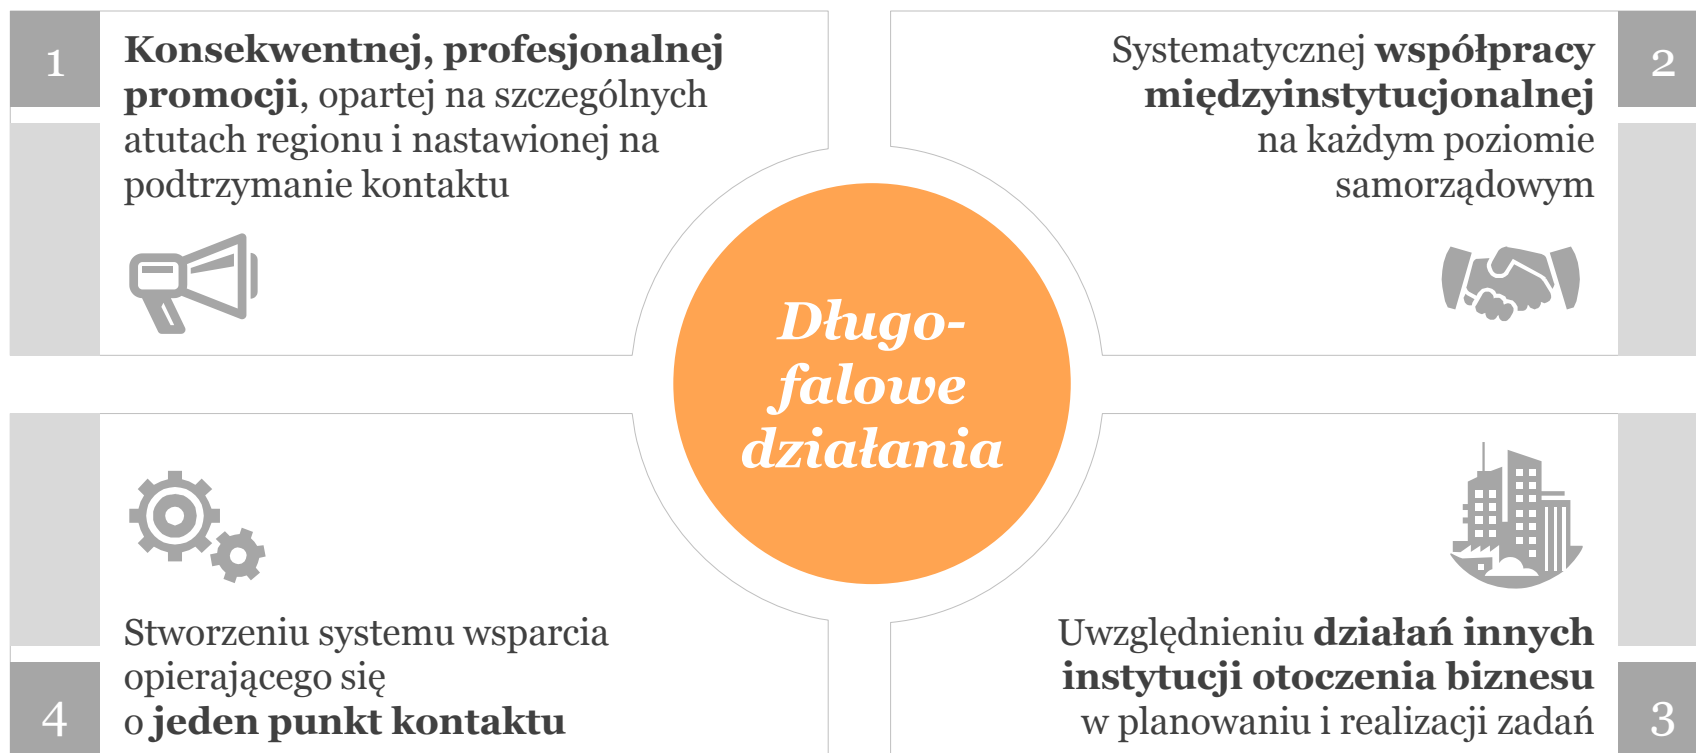 1
Konsekwentnej, profesjonalnej
promocji, opartej na szczególnych
atutach regionu i nastawionej na
podtrzymanie kontaktu
2
Systematycznej współpracy
międzyinstytucjonalnej
na każdym poziomie
samorządowym
Długo-
falowe
działania
4
Stworzeniu systemu wsparcia
opierającego się
o jeden punkt kontaktu
3
Uwzględnieniu działań innych
instytucji otoczenia biznesu
w planowaniu i realizacji zadań